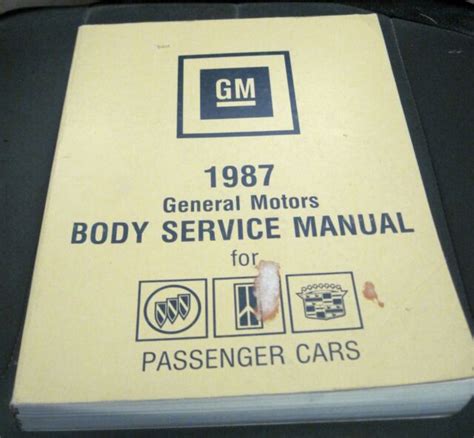 GM
1987
General Motors
BODY SERVICE MANUAL
for
PASSENGER CARS